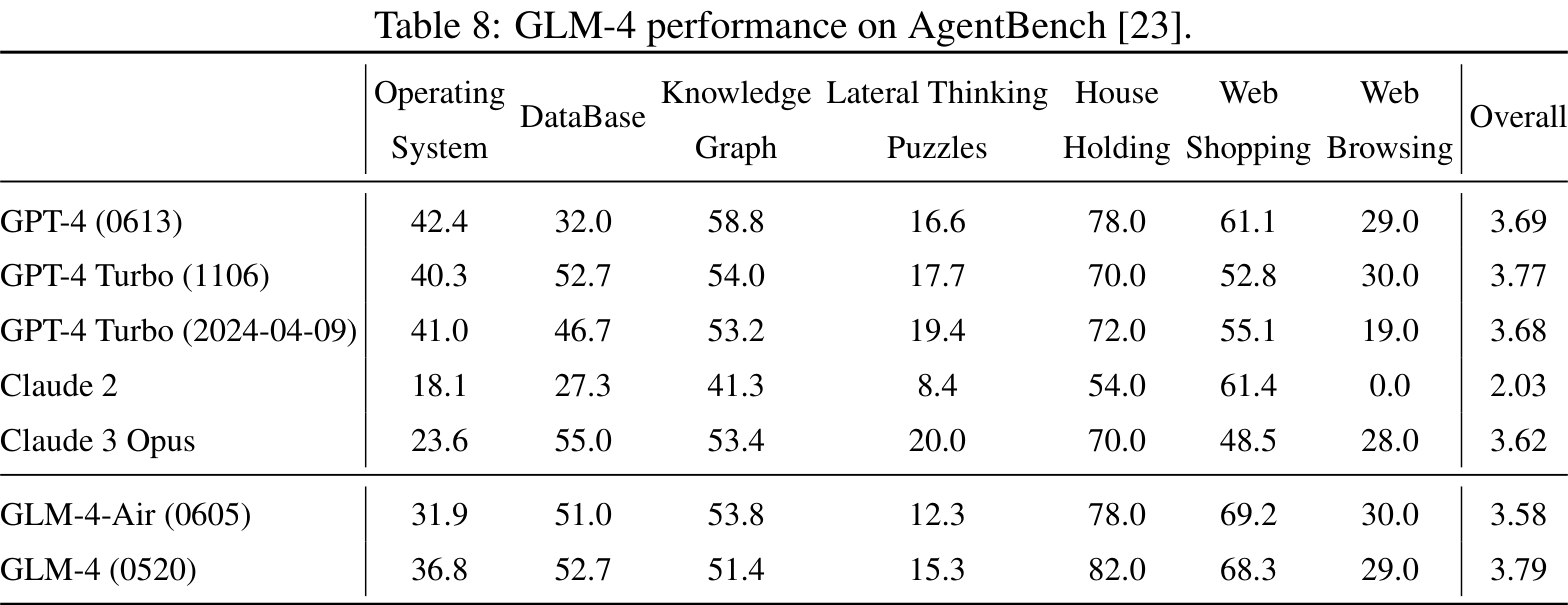 Table 8: GLM-4 performance on AgentBench [23].
Operating System DataBase Knowledge Graph Lateral Thinking Puzzles House Holding Web Shopping Web Browsing Overall
GPT-4 (0613) 42.4 32.0 58.8 16.6 78.0 61.1 29.0 3.69
GPT-4 Turbo (1106) 40.3 52.7 54.0 17.7 70.0 52.8 30.0 3.77
GPT-4 Turbo (2024-04-09) 41.0 46.7 53.2 19.4 72.0 55.1 19.0 3.68
Claude 2 18.1 27.3 41.3 8.4 54.0 61.4 0.0 2.03
Claude 3 Opus 23.6 55.0 53.4 20.0 70.0 48.5 28.0 3.62
GLM-4-Air (0605) 31.9 51.0 53.8 12.3 78.0 69.2 30.0 3.58
GLM-4 (0520) 36.8 52.7 51.4 15.3 82.0 68.3 29.0 3.79